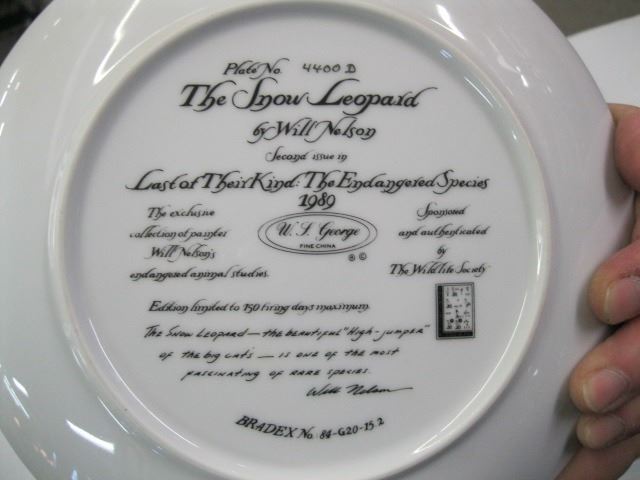 Plate No. 4400 D
The Snow Leopard
by Will Nelson
Second issue in
Last of Their Kind: The Endangered Species
1989
The exclusive
collection of painter
Will Nelson's
endangered animal studies.
W. S. George
FINE CHINA
® ©
Sponsored
and authenticated
by
The Wildlife Society
Edition limited to 150 firing days maximum.
The Snow Leopard — the beautiful "high-jumper"
of the big cats — is one of the most
fascinating of rare species.
Will Nelson
BRADEX No. 84-G20-15.2